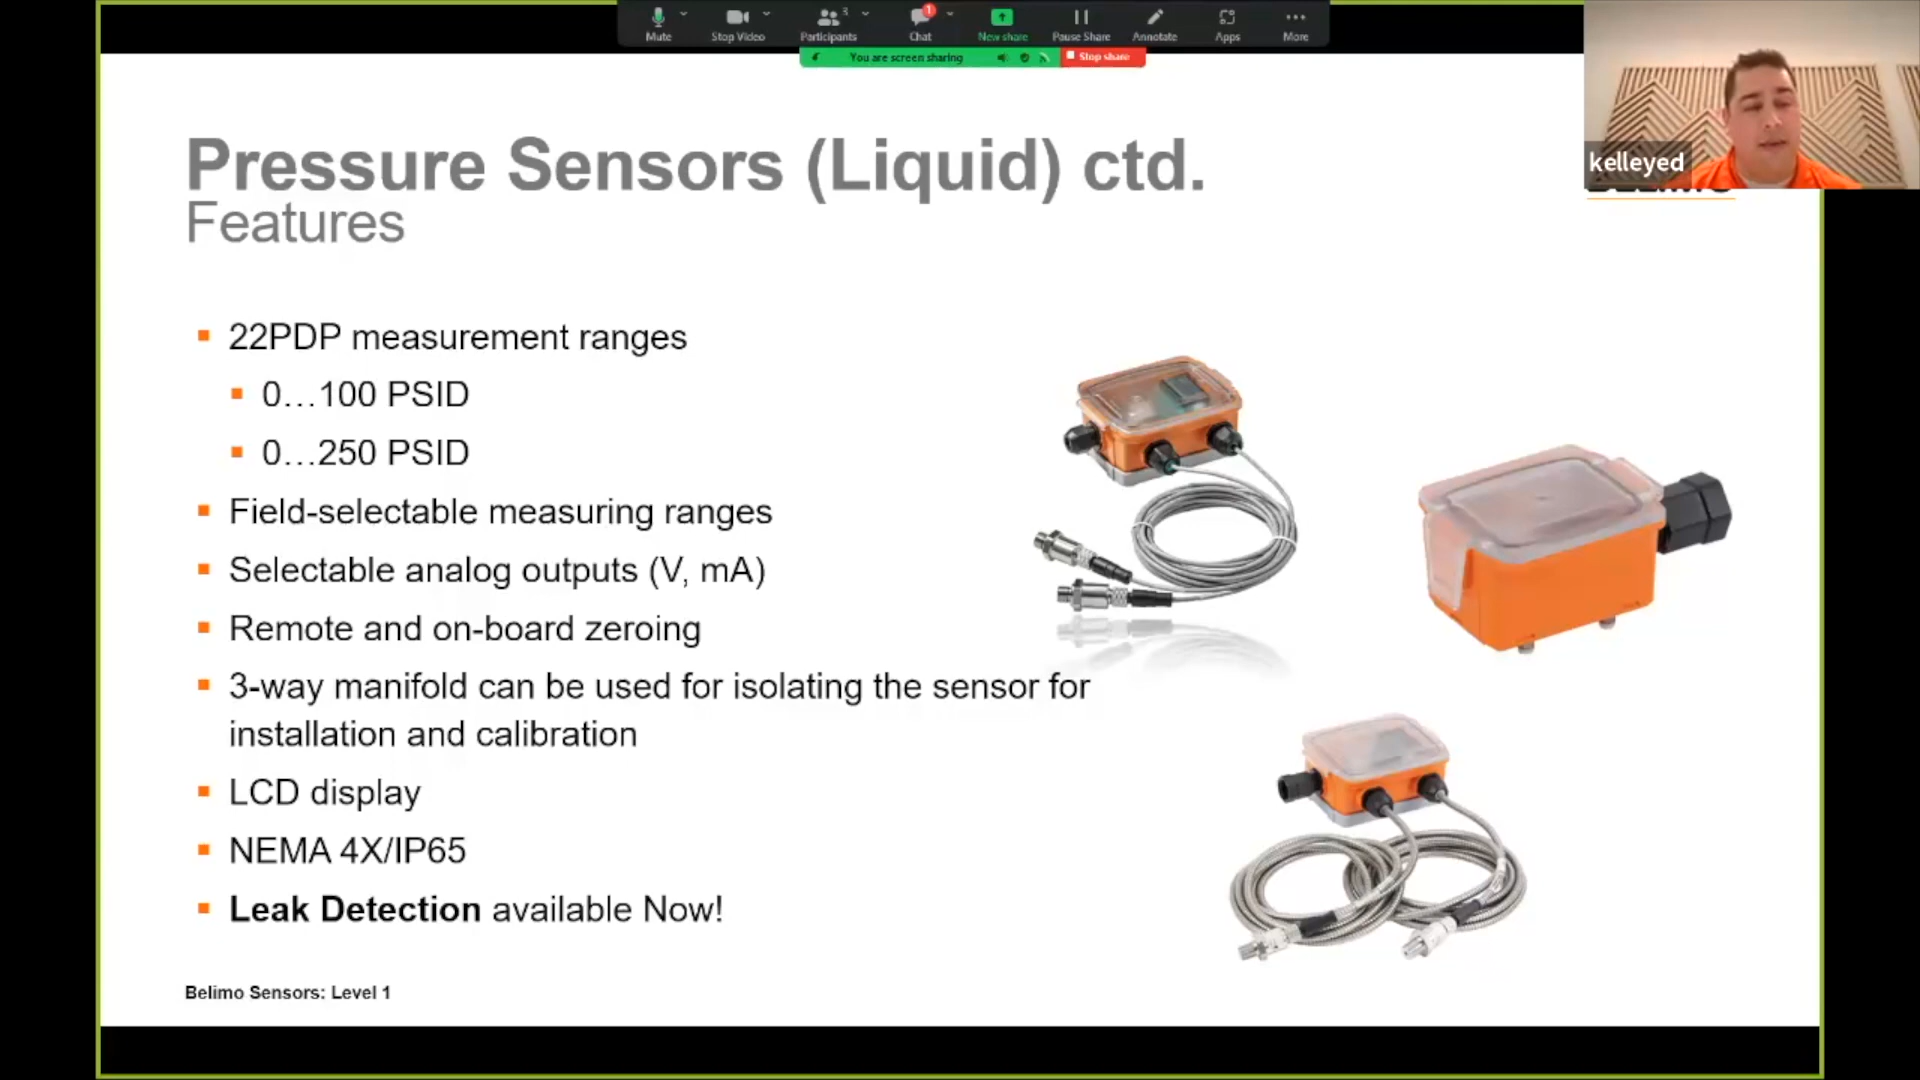 Mute
Stop Video
Participants
3
Chat
1
New share
Pause Share
Annotate
Apps
More
You are screen sharing
Stop share
kelleyed
Pressure Sensors (Liquid) ctd.
Features
22PDP measurement ranges
0…100 PSID
0…250 PSID
Field-selectable measuring ranges
Selectable analog outputs (V, mA)
Remote and on-board zeroing
3-way manifold can be used for isolating the sensor for
installation and calibration
LCD display
NEMA 4X/IP65
Leak Detection available Now!
Belimo Sensors: Level 1